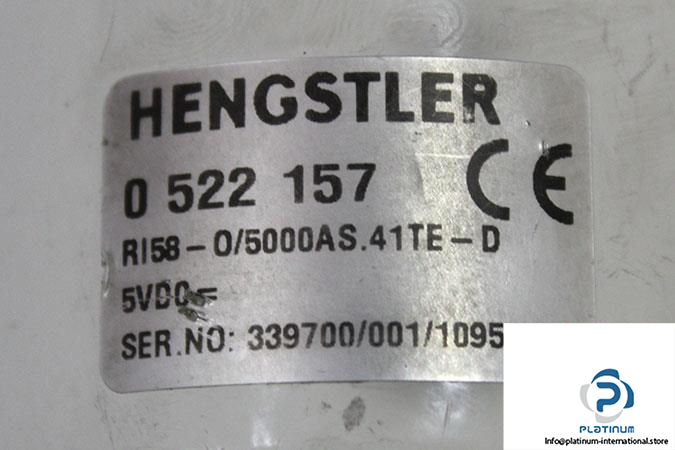 HENGSTLER
0 522 157 CE
RI58-O/5000AS.41TE-D
5VDC=
SER.NO: 339700/001/1095
PLATINUM
Info@platinum-international.store